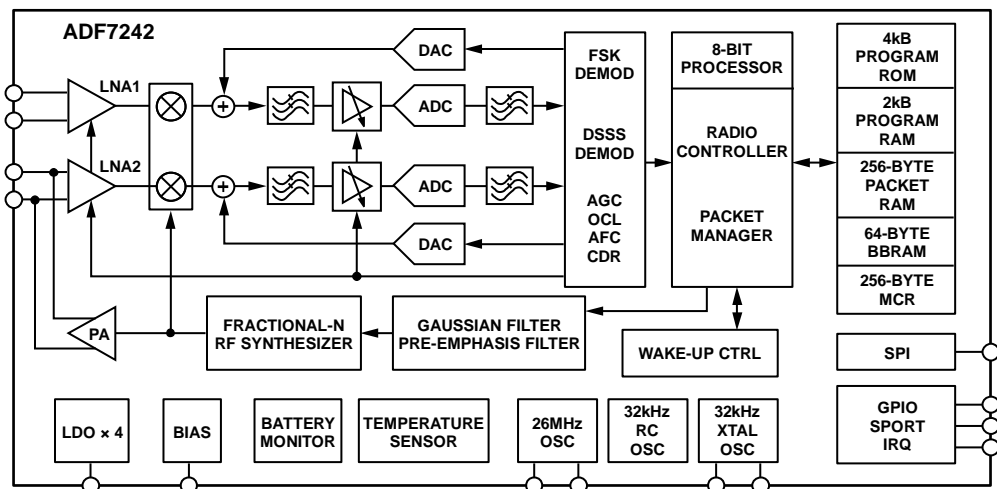 ADF7242
LNA1
LNA2
DAC
ADC
ADC
DAC
FSK
DEMOD
DSSS
DEMOD
AGC
OCL
AFC
CDR
8-BIT
PROCESSOR
RADIO
CONTROLLER
PACKET
MANAGER
4kB
PROGRAM
ROM
2kB
PROGRAM
RAM
256-BYTE
PACKET
RAM
64-BYTE
BBRAM
256-BYTE
MCR
PA
FRACTIONAL-N
RF SYNTHESIZER
GAUSSIAN FILTER
PRE-EMPHASIS FILTER
WAKE-UP CTRL
SPI
LDO × 4
BIAS
BATTERY
MONITOR
TEMPERATURE
SENSOR
26MHz
OSC
32kHz
RC
OSC
32kHz
XTAL
OSC
GPIO
SPORT
IRQ